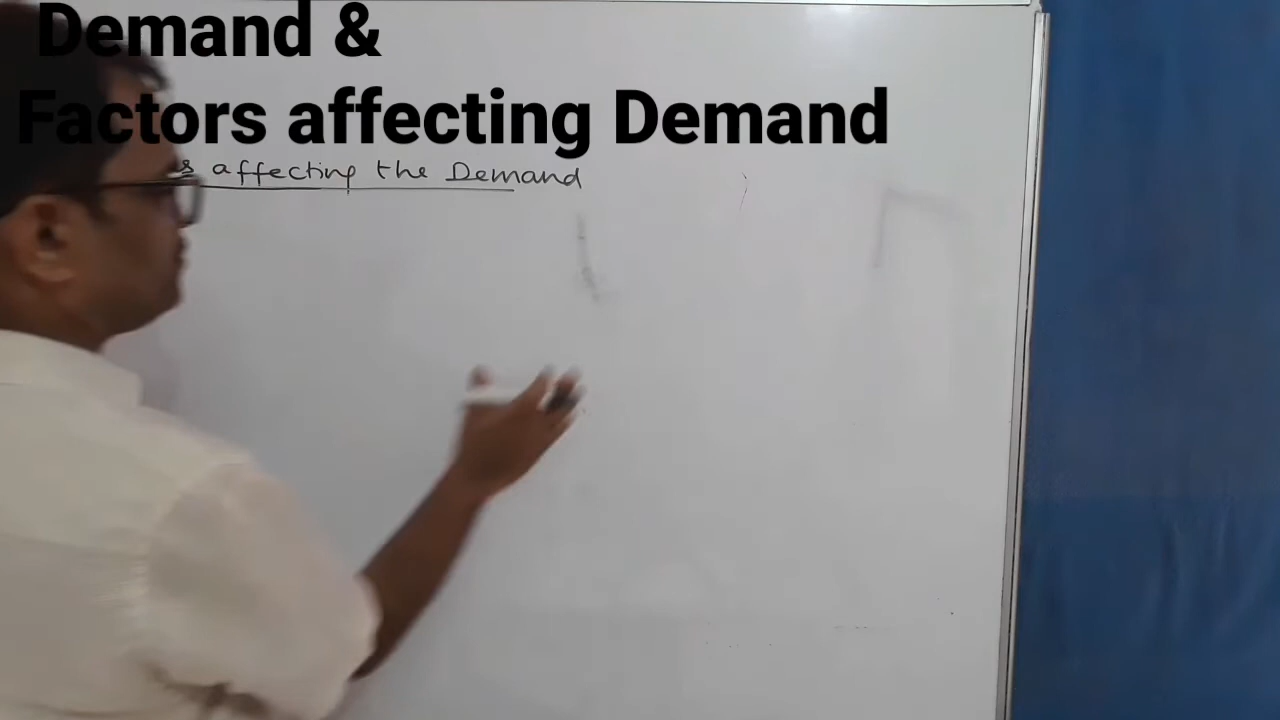 Demand &
Factors affecting Demand
s affecting the Demand